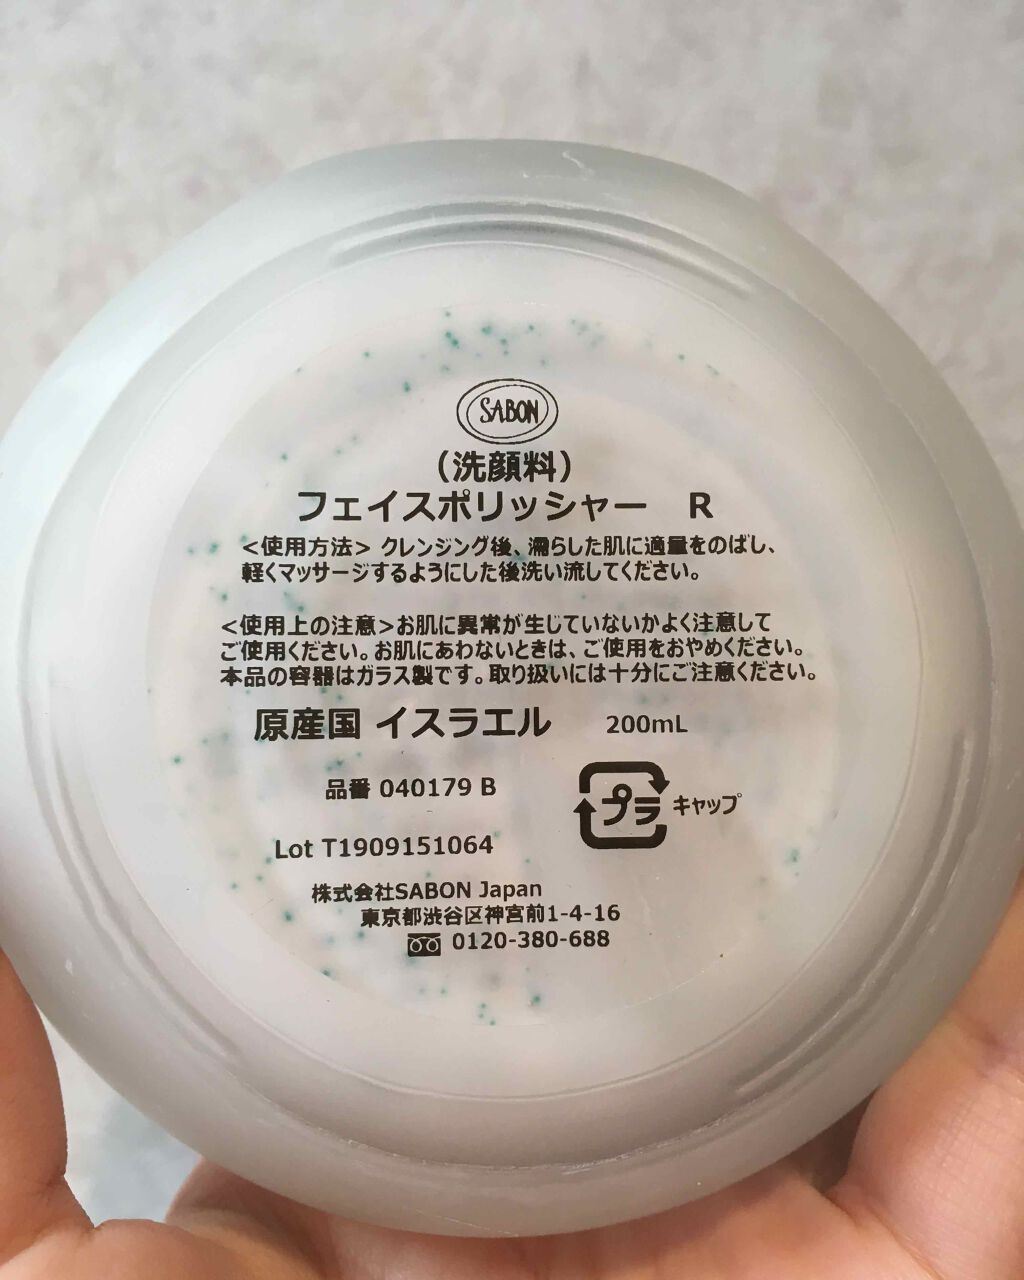 SABON
（洗顔料）
フェイスポリッシャー　R
＜使用方法＞ クレンジング後、濡らした肌に適量をのばし、
軽くマッサージするようにした後洗い流してください。
＜使用上の注意＞お肌に異常が生じていないかよく注意して
ご使用ください。お肌にあわないときは、ご使用をおやめください。
本品の容器はガラス製です。取り扱いには十分にご注意ください。
原産国 イスラエル　200mL
品番 040179 B
プラ キャップ
Lot T1909151064
株式会社SABON Japan
東京都渋谷区神宮前1-4-16
0120-380-688